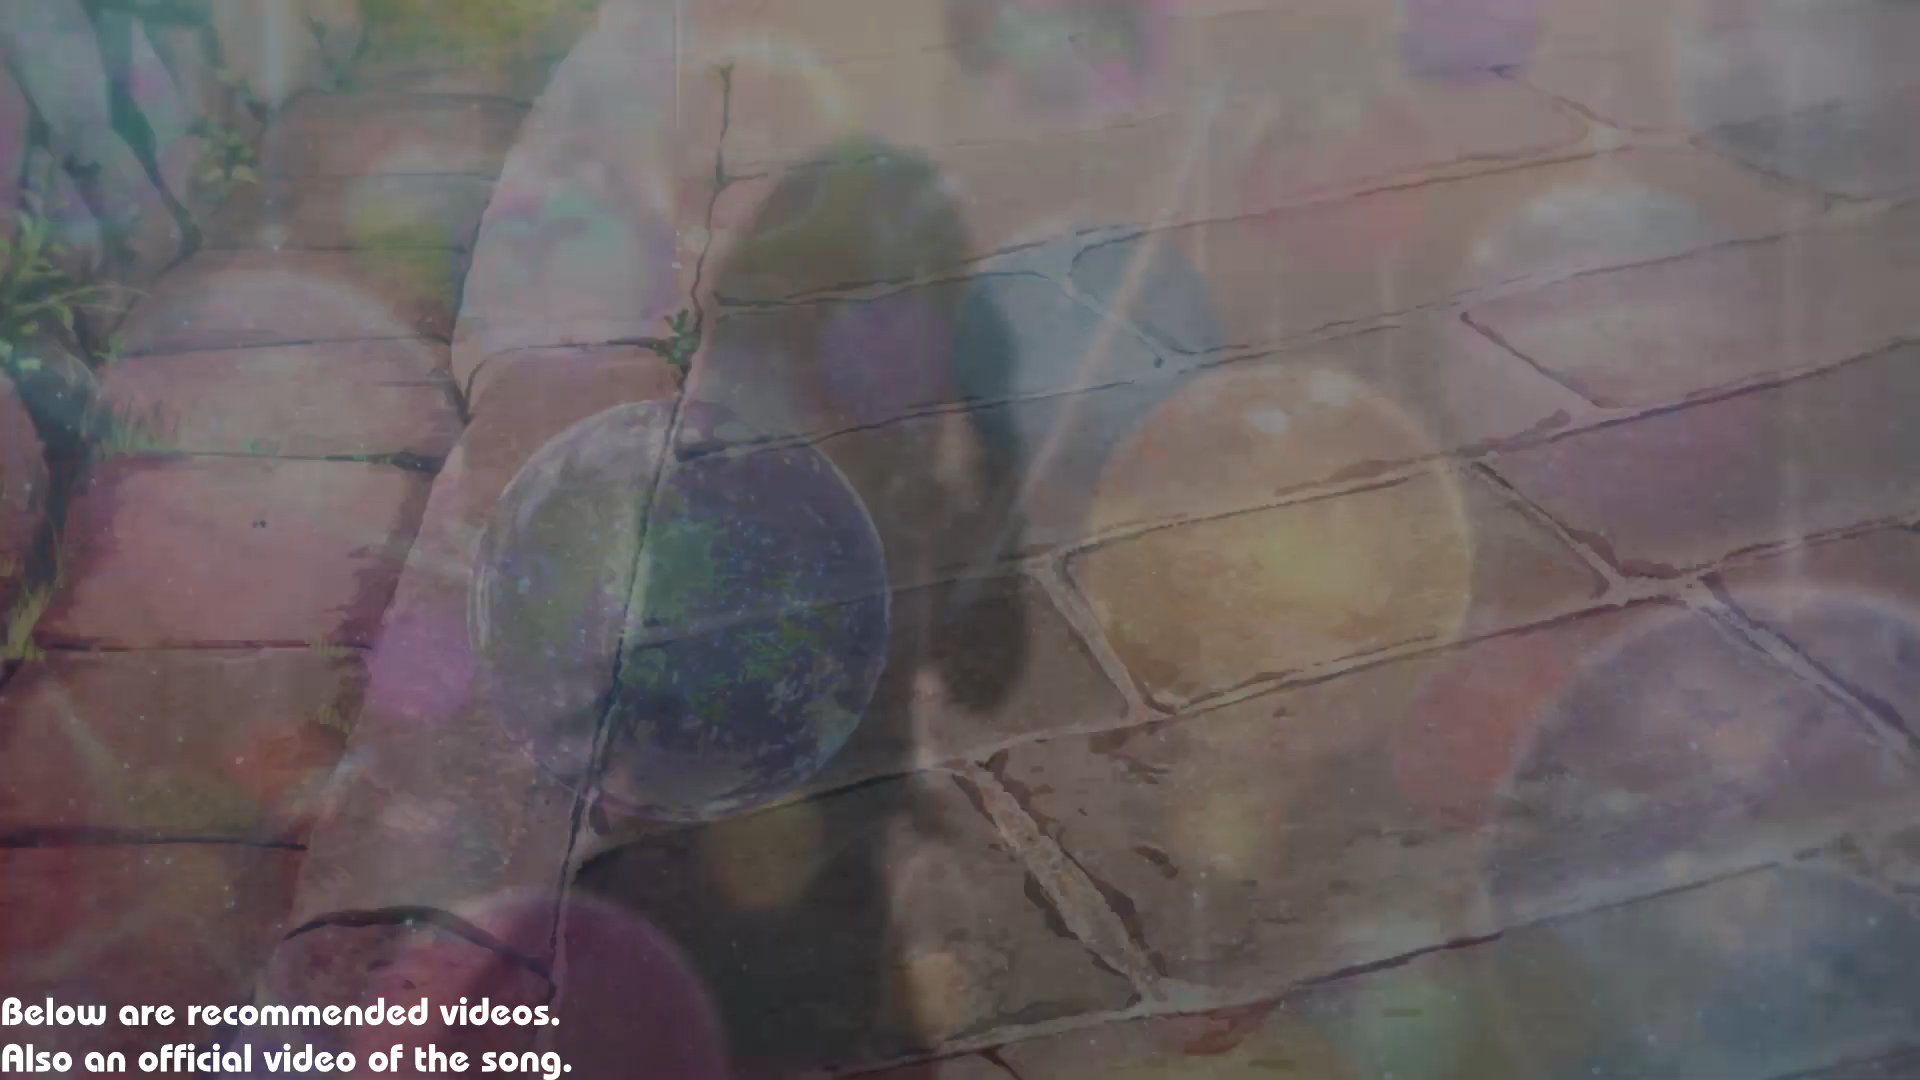 Below are recommended videos.
Also an official video of the song.